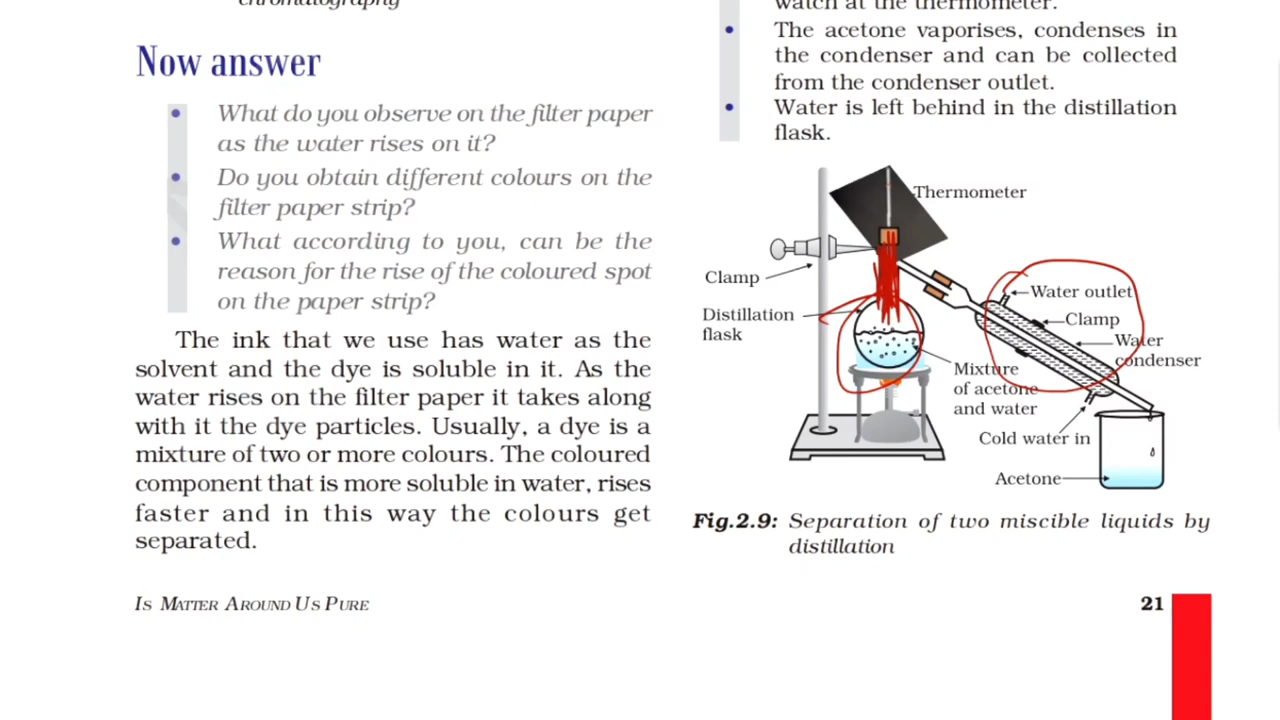 chromatography
Now answer
• What do you observe on the filter paper
as the water rises on it?
• Do you obtain different colours on the
filter paper strip?
• What according to you, can be the
reason for the rise of the coloured spot
on the paper strip?
The ink that we use has water as the
solvent and the dye is soluble in it. As the
water rises on the filter paper it takes along
with it the dye particles. Usually, a dye is a
mixture of two or more colours. The coloured
component that is more soluble in water, rises
faster and in this way the colours get
separated.
watch at the thermometer.
• The acetone vaporises, condenses in
the condenser and can be collected
from the condenser outlet.
• Water is left behind in the distillation
flask.
Thermometer
Clamp
Distillation
flask
Water outlet
Clamp
Water
condenser
Mixture
of acetone
and water
Cold water in
Acetone
Fig.2.9: Separation of two miscible liquids by
distillation
IS MATTER AROUND US PURE
21